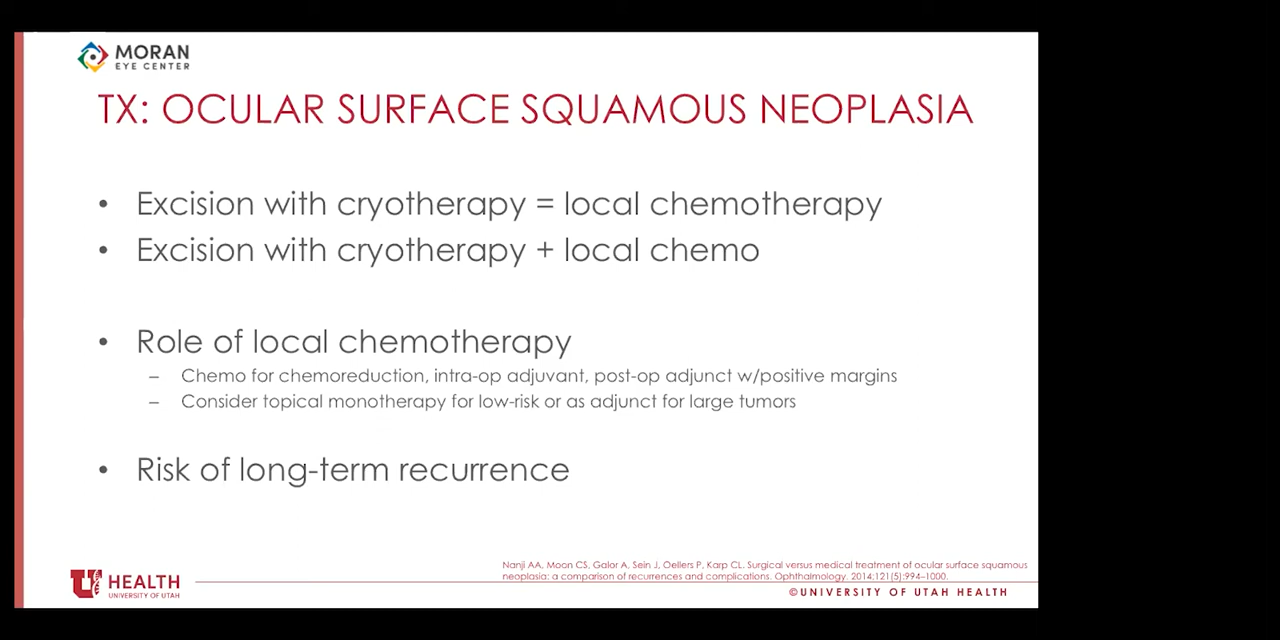 MORAN
EYE CENTER
TX: OCULAR SURFACE SQUAMOUS NEOPLASIA
• Excision with cryotherapy = local chemotherapy
• Excision with cryotherapy + local chemo
• Role of local chemotherapy
– Chemo for chemoreduction, intra-op adjuvant, post-op adjunct w/positive margins
– Consider topical monotherapy for low-risk or as adjunct for large tumors
• Risk of long-term recurrence
Nanji AA, Moon CS, Galor A, Sein J, Oellers P, Karp CL. Surgical versus medical treatment of ocular surface squamous
neoplasia: a comparison of recurrences and complications. Ophthalmology. 2014;121(5):994–1000.
U HEALTH
UNIVERSITY OF UTAH
©UNIVERSITY OF UTAH HEALTH